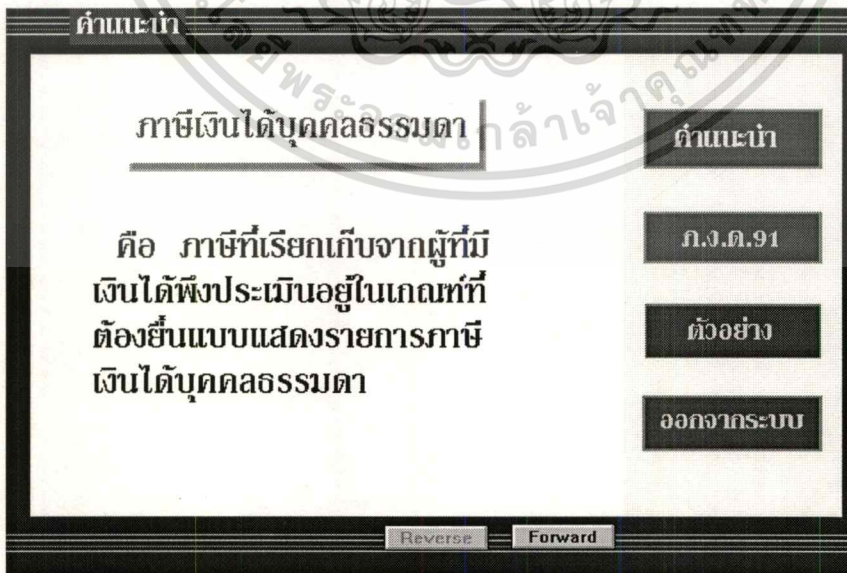 คำแนะนำ
ภาษีเงินได้บุคคลธรรมดา
คือ ภาษีที่เรียกเก็บจากผู้ที่มี
เงินได้พึงประเมินอยู่ในเกณฑ์ที่
ต้องยื่นแบบแสดงรายการภาษี
เงินได้บุคคลธรรมดา
คำแนะนำ
ภ.ง.ด.91
ตัวอย่าง
ออกจากระบบ
Reverse
Forward